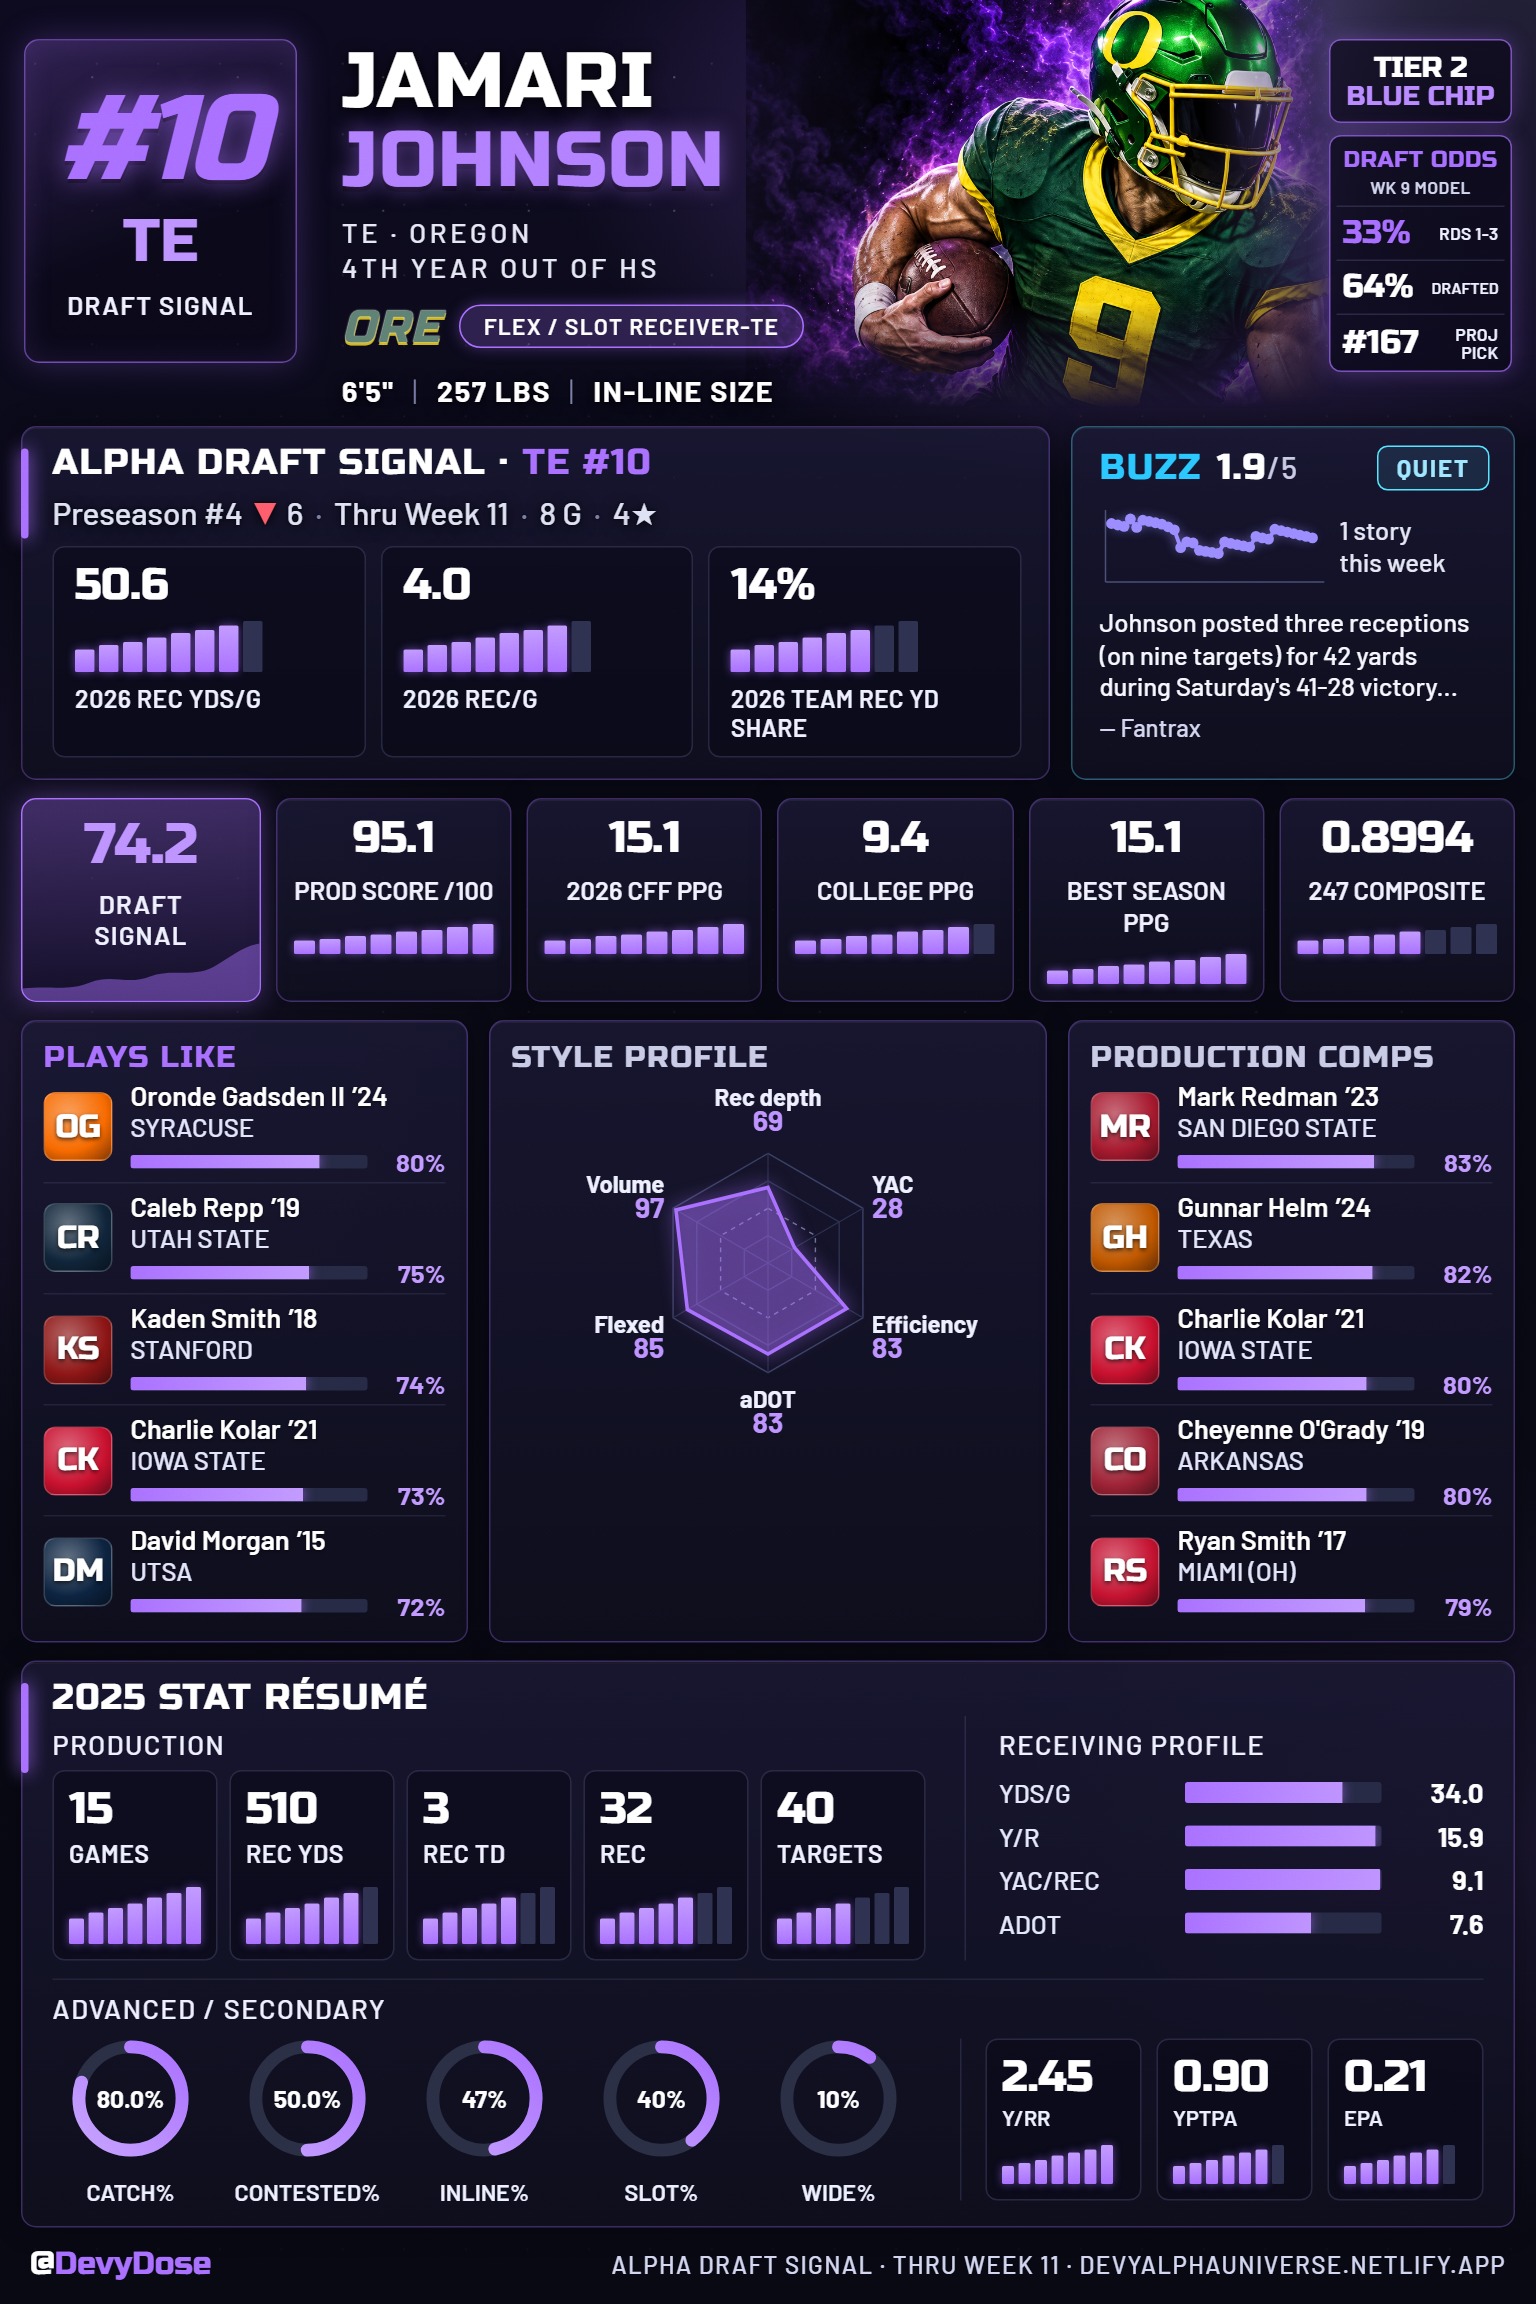 #10
TE
DRAFT SIGNAL
JAMARI
JOHNSON
TE · OREGON
4TH YEAR OUT OF HS
ORE
FLEX / SLOT RECEIVER-TE
6'5" | 257 LBS | IN-LINE SIZE
O
9
TIER 2
BLUE CHIP
DRAFT ODDS
WK 9 MODEL
33% RDS 1-3
64% DRAFTED
#167 PROJ
PICK
ALPHA DRAFT SIGNAL · TE #10
Preseason #4 ▼ 6 · Thru Week 11 · 8 G · 4★
50.6
2026 REC YDS/G
4.0
2026 REC/G
14%
2026 TEAM REC YD
SHARE
BUZZ 1.9/5
QUIET
1 story
this week
Johnson posted three receptions
(on nine targets) for 42 yards
during Saturday's 41-28 victory...
— Fantrax
74.2
DRAFT
SIGNAL
95.1
PROD SCORE /100
15.1
2026 CFF PPG
9.4
COLLEGE PPG
15.1
BEST SEASON
PPG
0.8994
247 COMPOSITE
PLAYS LIKE
OG
Oronde Gadsden II ’24
SYRACUSE
80%
CR
Caleb Repp ’19
UTAH STATE
75%
KS
Kaden Smith ’18
STANFORD
74%
CK
Charlie Kolar ’21
IOWA STATE
73%
DM
David Morgan ’15
UTSA
72%
STYLE PROFILE
Rec depth
69
YAC
28
Efficiency
83
aDOT
83
Flexed
85
Volume
97
PRODUCTION COMPS
MR
Mark Redman ’23
SAN DIEGO STATE
83%
GH
Gunnar Helm ’24
TEXAS
82%
CK
Charlie Kolar ’21
IOWA STATE
80%
CO
Cheyenne O'Grady ’19
ARKANSAS
80%
RS
Ryan Smith ’17
MIAMI (OH)
79%
2025 STAT RÉSUMÉ
PRODUCTION
15
GAMES
510
REC YDS
3
REC TD
32
REC
40
TARGETS
RECEIVING PROFILE
YDS/G 34.0
Y/R 15.9
YAC/REC 9.1
ADOT 7.6
ADVANCED / SECONDARY
80.0%
CATCH%
50.0%
CONTESTED%
47%
INLINE%
40%
SLOT%
10%
WIDE%
2.45
Y/RR
0.90
YPTPA
0.21
EPA
@DevyDose
ALPHA DRAFT SIGNAL · THRU WEEK 11 · DEVYALPHAUNIVERSE.NETLIFY.APP